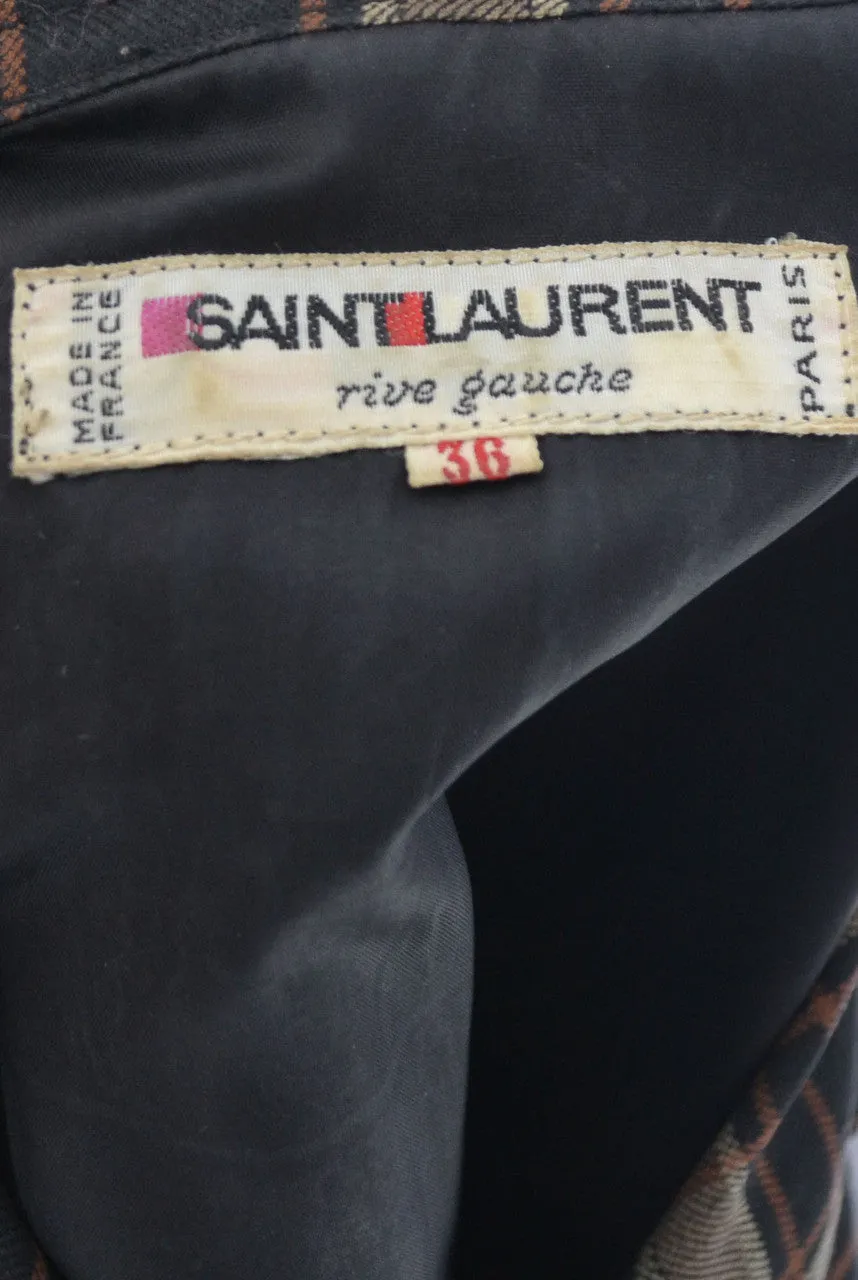 MADE IN
FRANCE
SAINT LAURENT
rive gauche
PARIS
36